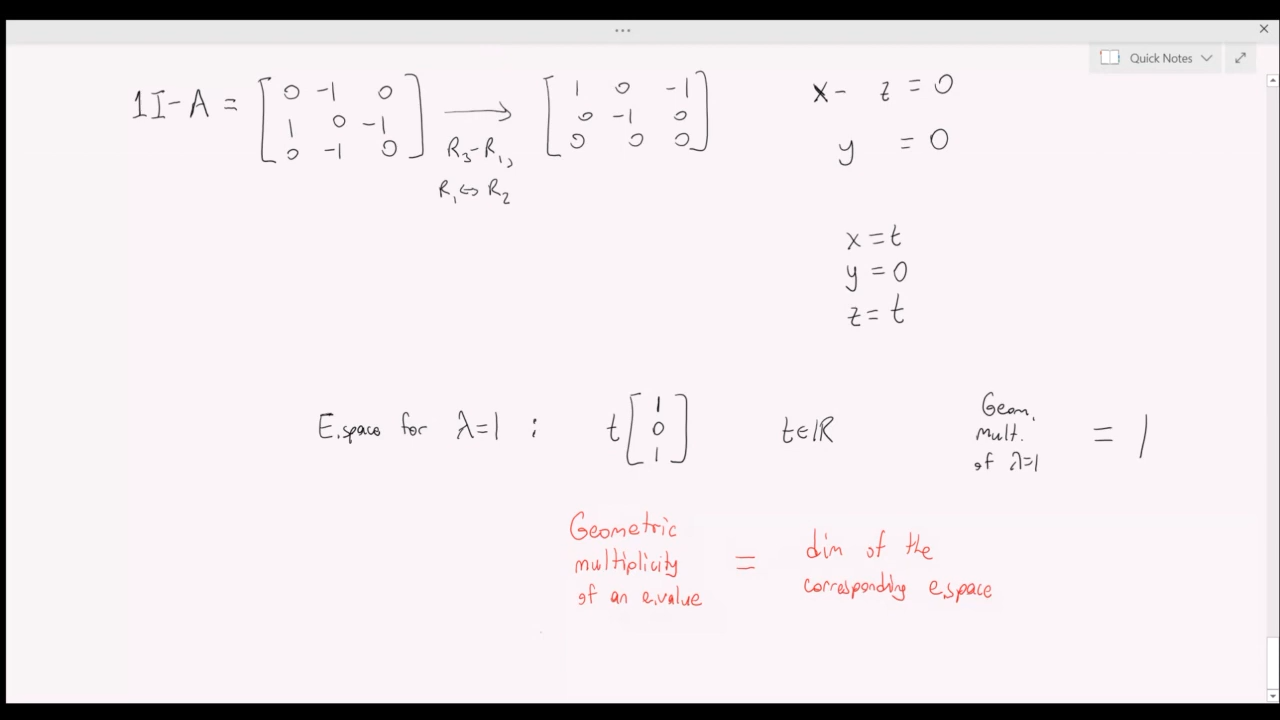 ...
Quick Notes
1I-A = [0 -1 0; 1 0 -1; 0 -1 0] → [1 0 -1; 0 -1 0; 0 0 0]
R₃-R₁,
R₁↔R₂
x - z = 0
y = 0
x = t
y = 0
z = t
E.space for λ=1 : t[1; 0; 1] t∈ℝ
Geom.
mult.
of λ=1
= 1
Geometric
multiplicity
of an e.value
=
dim of the
corresponding e.space